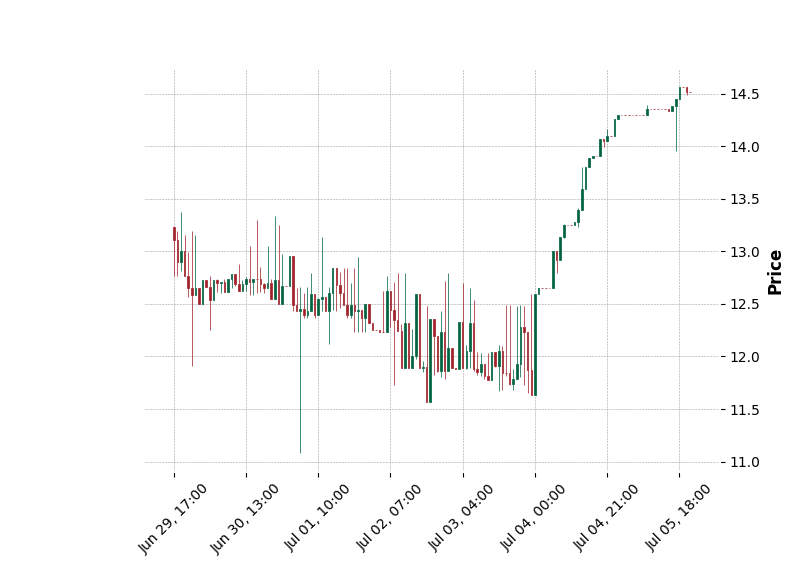 14.5
14.0
13.5
13.0
12.5
12.0
11.5
11.0
Price
Jun 29, 17:00
Jun 30, 13:00
Jul 01, 10:00
Jul 02, 07:00
Jul 03, 04:00
Jul 04, 00:00
Jul 04, 21:00
Jul 05, 18:00